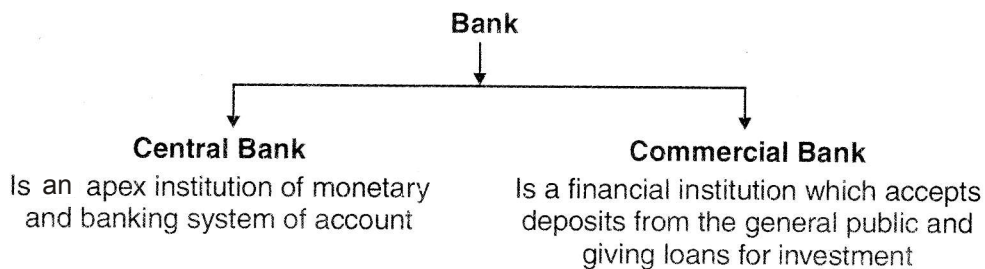 Bank
Central Bank
Is an apex institution of monetary
and banking system of account
Commercial Bank
Is a financial institution which accepts
deposits from the general public and
giving loans for investment